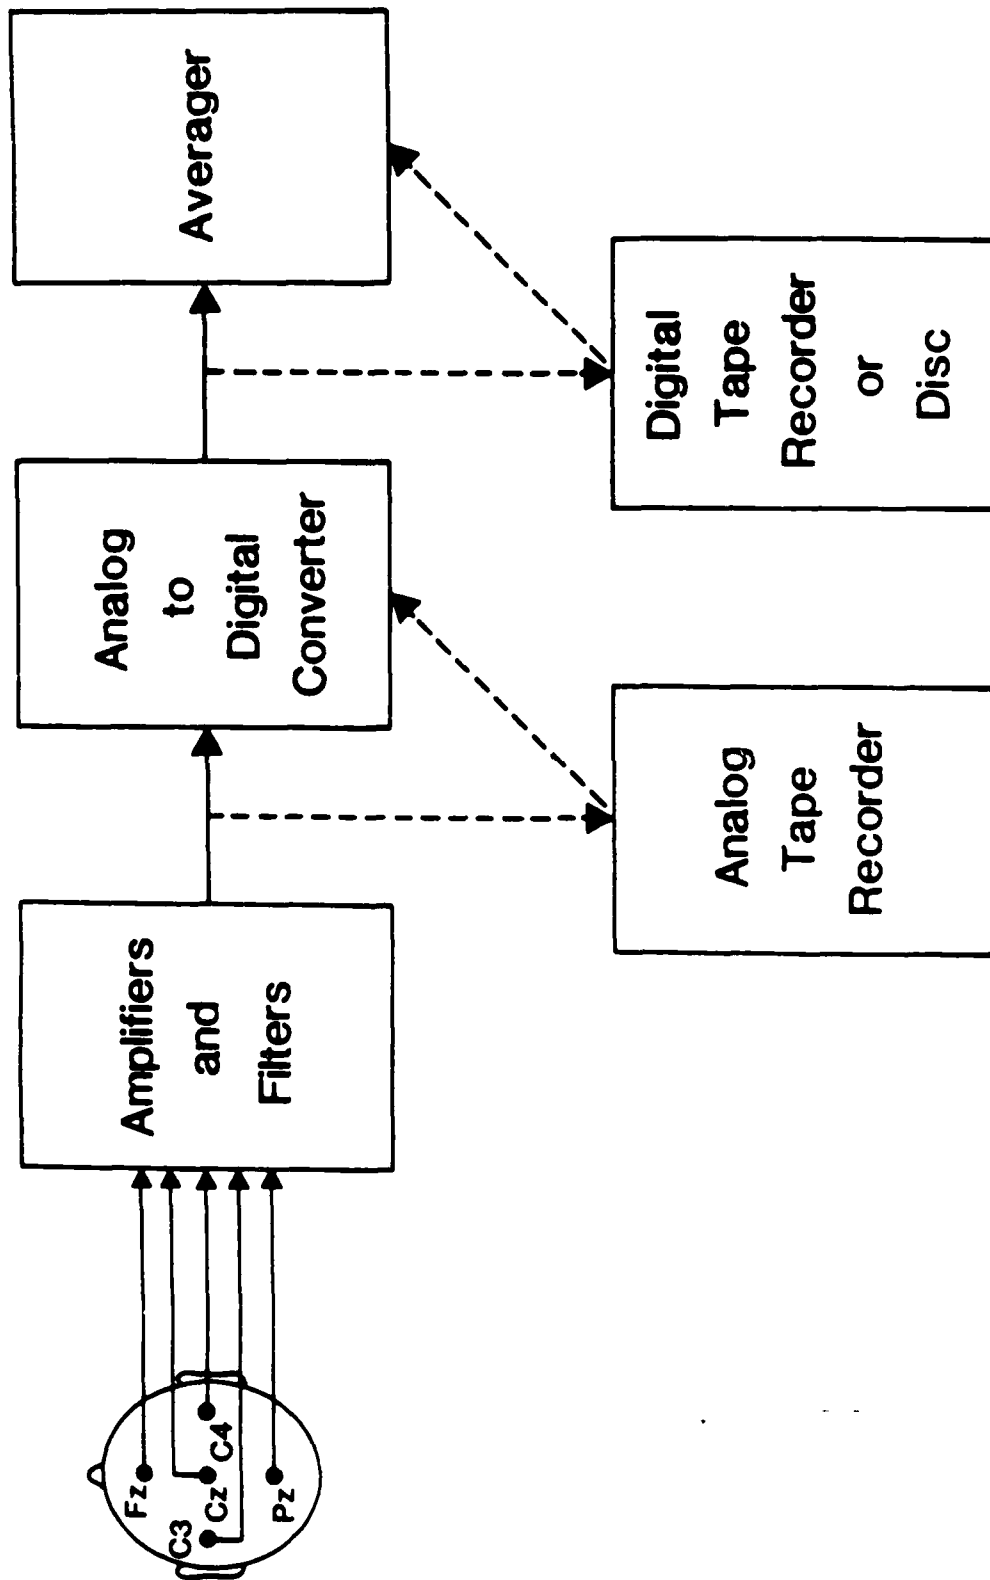 Fz
C3
Cz
C4
Pz
Amplifiers
and
Filters
Analog
to
Digital
Converter
Averager
Analog
Tape
Recorder
Digital
Tape
Recorder
or
Disc